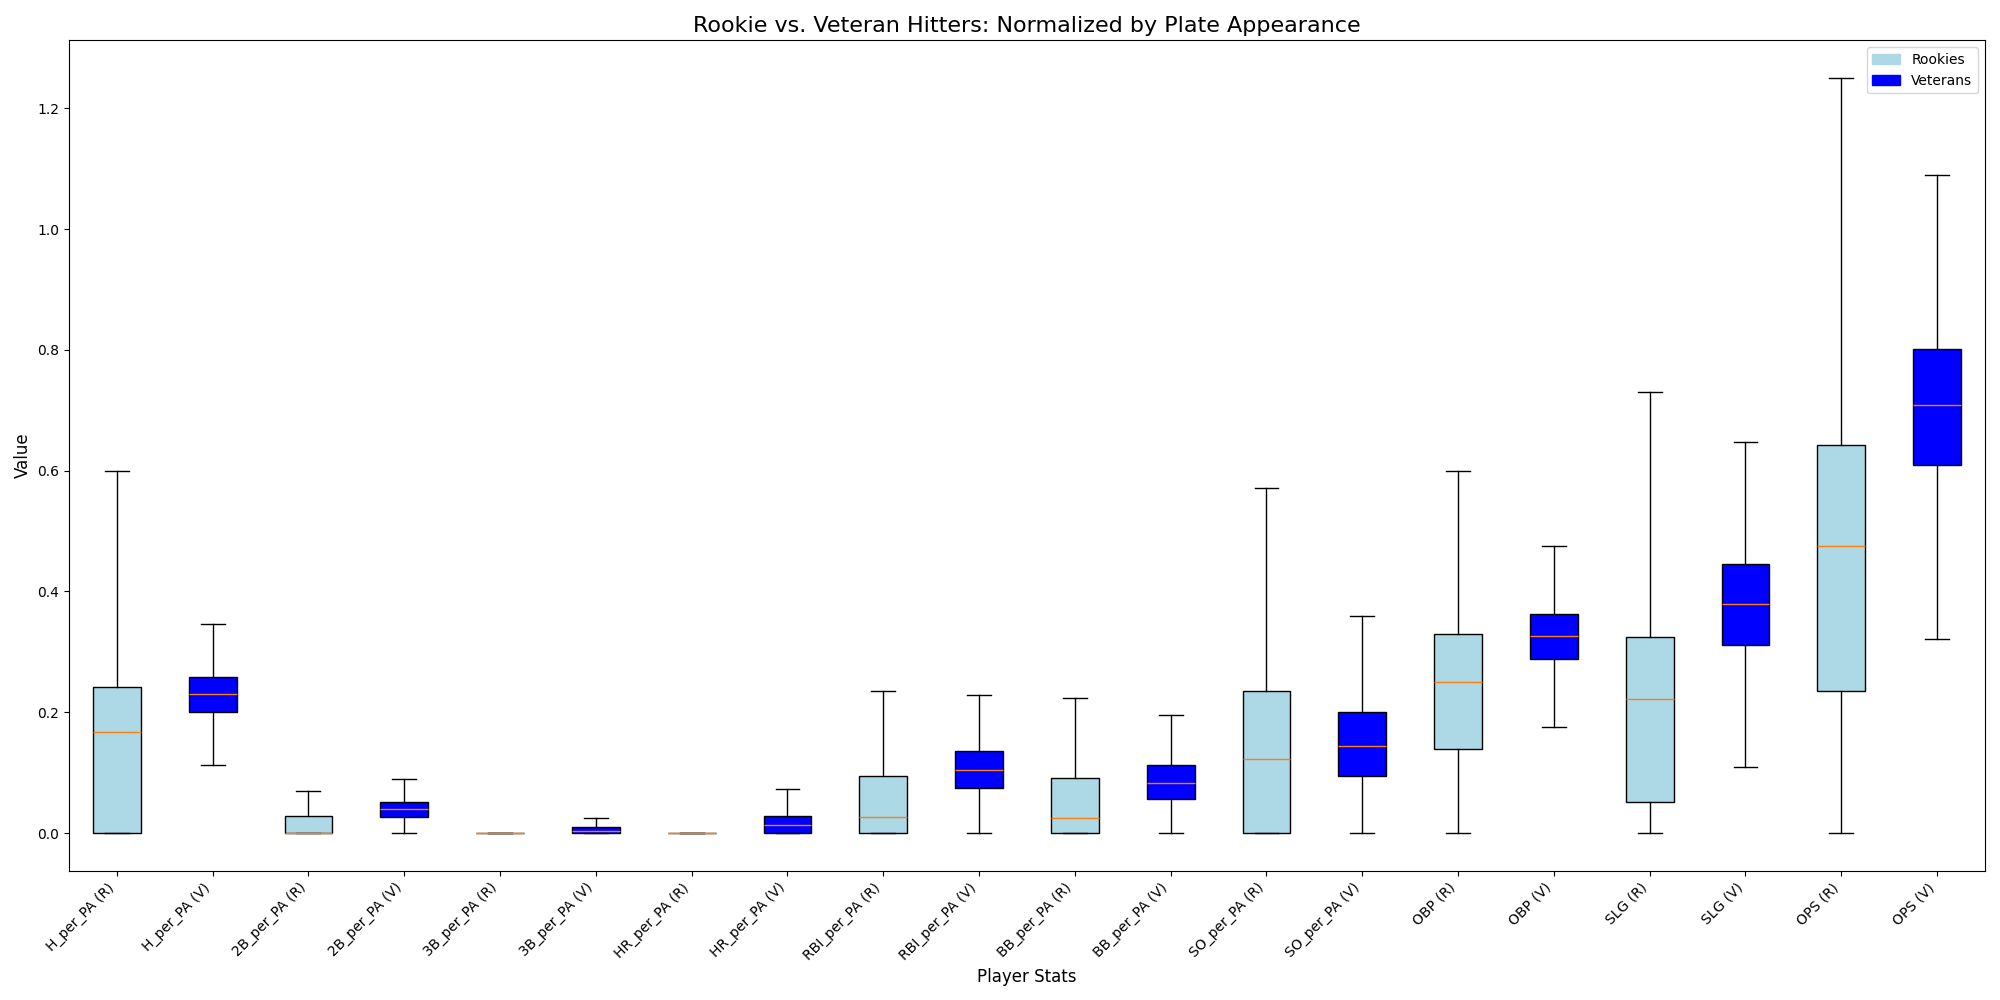 Rookie vs. Veteran Hitters: Normalized by Plate Appearance
Rookies
Veterans
Value
1.2
1.0
0.8
0.6
0.4
0.2
0.0
H_per_PA (R)
H_per_PA (V)
2B_per_PA (R)
2B_per_PA (V)
3B_per_PA (R)
3B_per_PA (V)
HR_per_PA (R)
HR_per_PA (V)
RBI_per_PA (R)
RBI_per_PA (V)
BB_per_PA (R)
BB_per_PA (V)
SO_per_PA (R)
SO_per_PA (V)
OBP (R)
OBP (V)
SLG (R)
SLG (V)
OPS (R)
OPS (V)
Player Stats